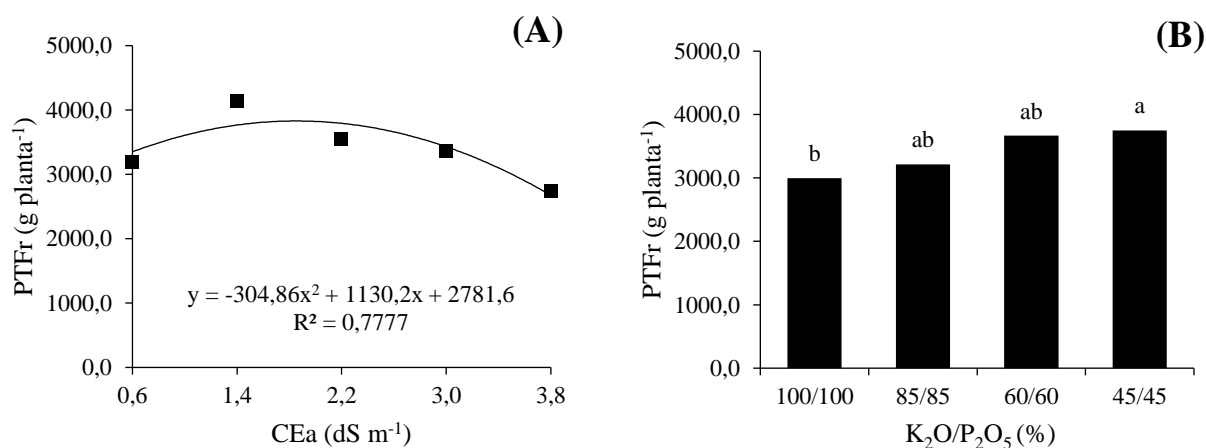 (A)
PTFr (g planta⁻¹)
5000,0
4000,0
3000,0
2000,0
1000,0
0,0
y = -304,86x² + 1130,2x + 2781,6
R² = 0,7777
0,6 1,4 2,2 3,0 3,8
CEa (dS m⁻¹)
(B)
PTFr (g planta⁻¹)
5000,0
4000,0
3000,0
2000,0
1000,0
0,0
b ab ab a
100/100 85/85 60/60 45/45
K₂O/P₂O₅ (%)